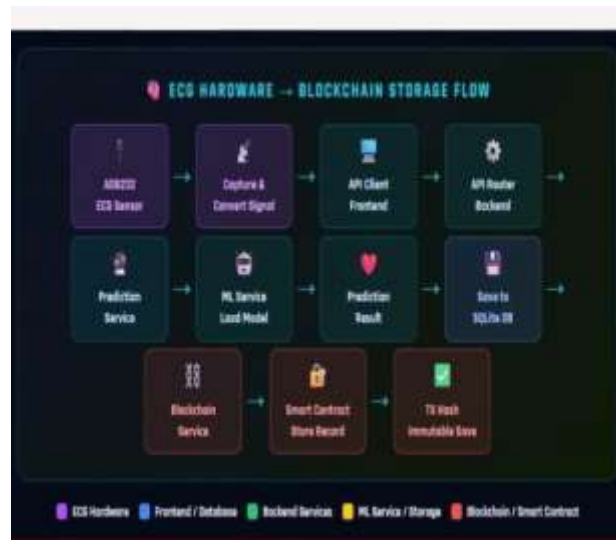 ECG HARDWARE → BLOCKCHAIN STORAGE FLOW
AD8232
ECG Sensor
Capture &
Convert Signal
API Client
Frontend
API Router
Backend
Prediction
Service
ML Service
Load Model
Prediction
Result
Save to
SQLite DB
Blockchain
Service
Smart Contract
Store Record
TX Hash
Immutable Save
ECG Hardware
Frontend / Database
Backend Services
ML Service / Storage
Blockchain / Smart Contract